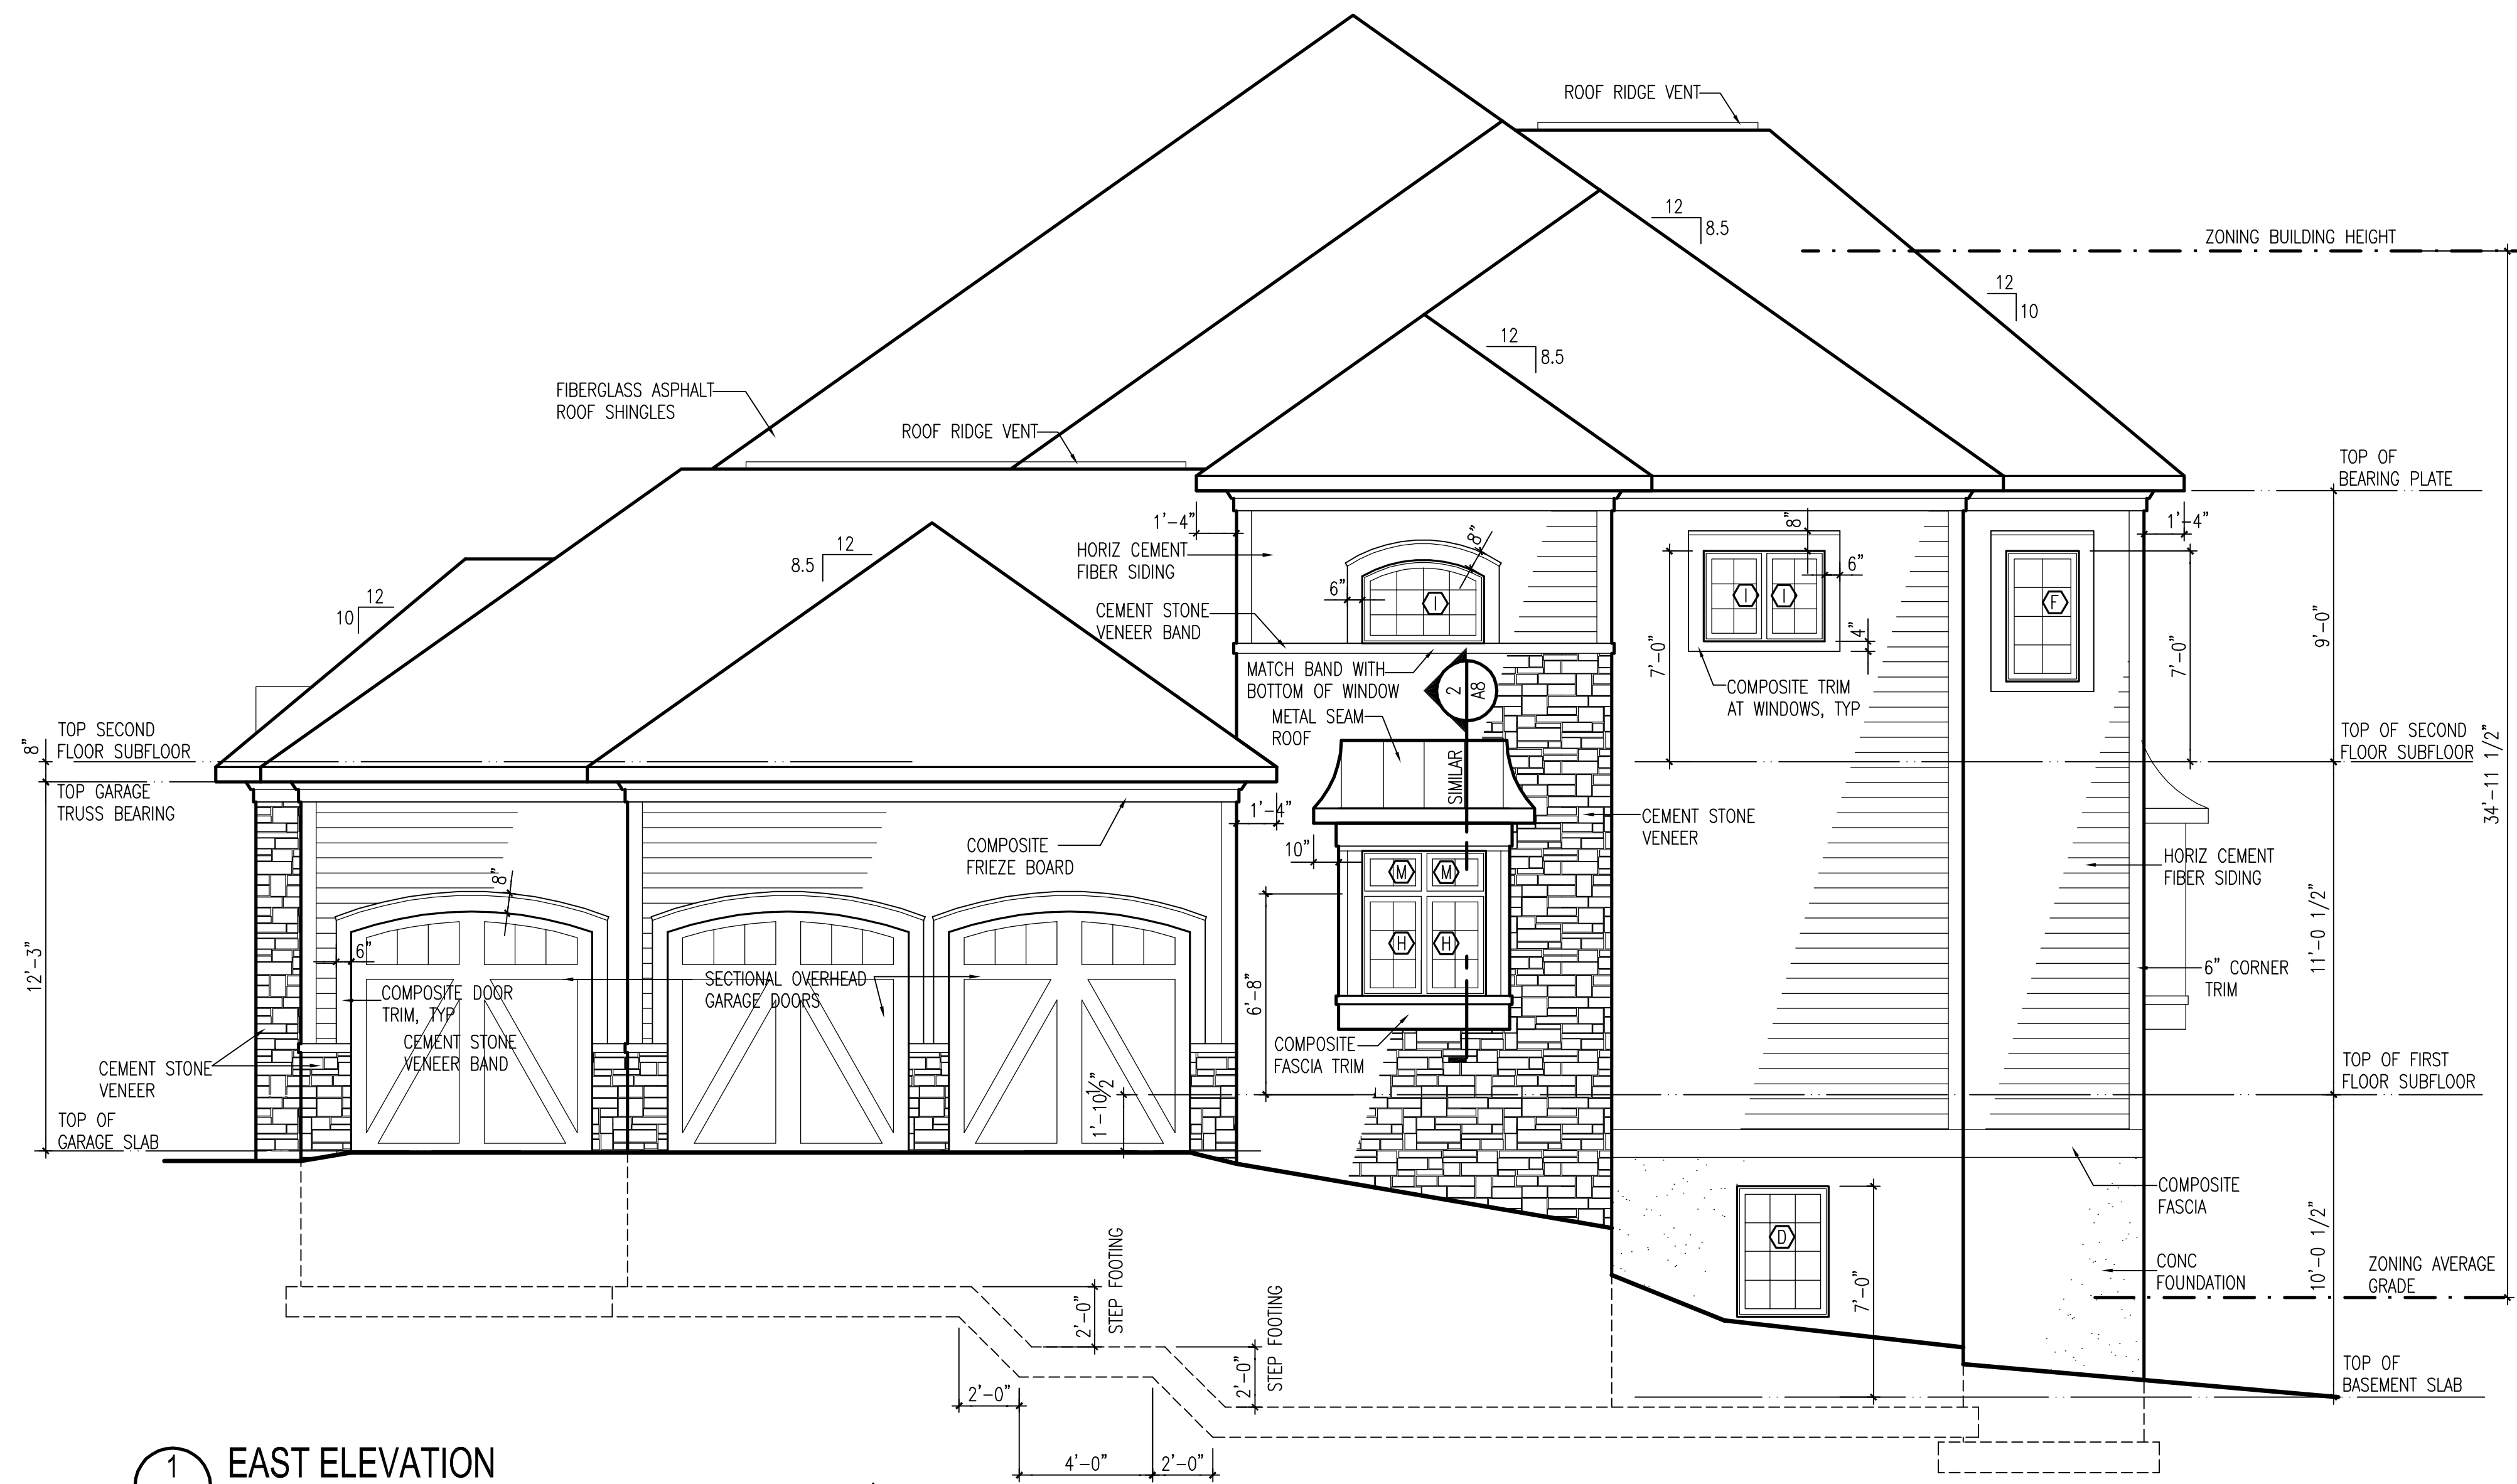 ROOF RIDGE VENT
12
8.5
ZONING BUILDING HEIGHT
12
10
12
8.5
FIBERGLASS ASPHALT
ROOF SHINGLES
ROOF RIDGE VENT
TOP OF
BEARING PLATE
1'-4"
8"
8"
1'-4"
HORIZ CEMENT
FIBER SIDING
12
8.5
6"
12
10
6"
I
I
I
F
CEMENT STONE
VENEER BAND
4"
7'-0"
7'-0"
9'-0"
MATCH BAND WITH
BOTTOM OF WINDOW
2
A8
COMPOSITE TRIM
AT WINDOWS, TYP
METAL SEAM
ROOF
TOP SECOND
FLOOR SUBFLOOR
8"
TOP OF SECOND
FLOOR SUBFLOOR
34'-11 1/2"
SIMILAR
TOP GARAGE
TRUSS BEARING
1'-4"
CEMENT STONE
VENEER
COMPOSITE
FRIEZE BOARD
10"
HORIZ CEMENT
FIBER SIDING
8"
M
M
11'-0 1/2"
6"
H
H
12'-3"
SECTIONAL OVERHEAD
GARAGE DOORS
6" CORNER
TRIM
COMPOSITE DOOR
TRIM, TYP
6'-8"
CEMENT STONE
VENEER BAND
COMPOSITE
FASCIA TRIM
CEMENT STONE
VENEER
TOP OF FIRST
FLOOR SUBFLOOR
1'-10 1/2"
TOP OF
GARAGE SLAB
COMPOSITE
FASCIA
D
10'-0 1/2"
CONC
FOUNDATION
ZONING AVERAGE
GRADE
7'-0"
2'-0"
STEP FOOTING
2'-0"
STEP FOOTING
TOP OF
BASEMENT SLAB
2'-0"
4'-0"
2'-0"
1
EAST ELEVATION